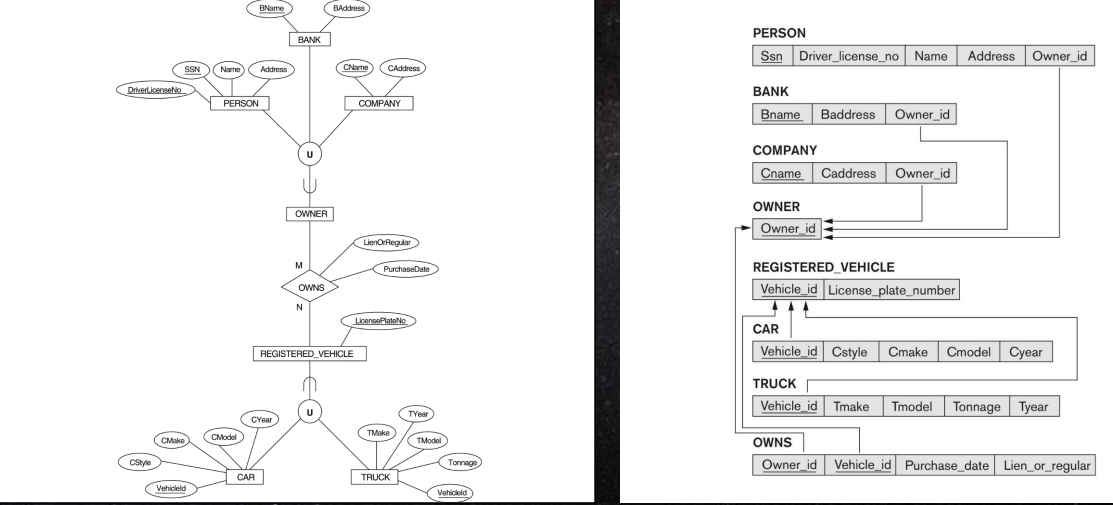 BName BAddress
BANK
SSN Name Address CName CAddress
DriverLicenseNo
PERSON COMPANY
U
OWNER
LienOrRegular
M
PurchaseDate
OWNS
N
LicensePlateNo
REGISTERED_VEHICLE
U
CYear TYear
CModel TMake
CMake TModel
CStyle Tonnage
CAR TRUCK
VehicleId VehicleId
PERSON
Ssn Driver_license_no Name Address Owner_id
BANK
Bname Baddress Owner_id
COMPANY
Cname Caddress Owner_id
OWNER
Owner_id
REGISTERED_VEHICLE
Vehicle_id License_plate_number
CAR
Vehicle_id Cstyle Cmake Cmodel Cyear
TRUCK
Vehicle_id Tmake Tmodel Tonnage Tyear
OWNS
Owner_id Vehicle_id Purchase_date Lien_or_regular